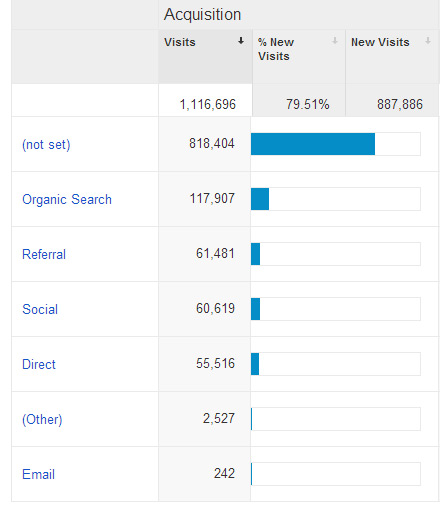 Acquisition
Visits % New Visits New Visits
1,116,696 79.51% 887,886
(not set) 818,404
Organic Search 117,907
Referral 61,481
Social 60,619
Direct 55,516
(Other) 2,527
Email 242